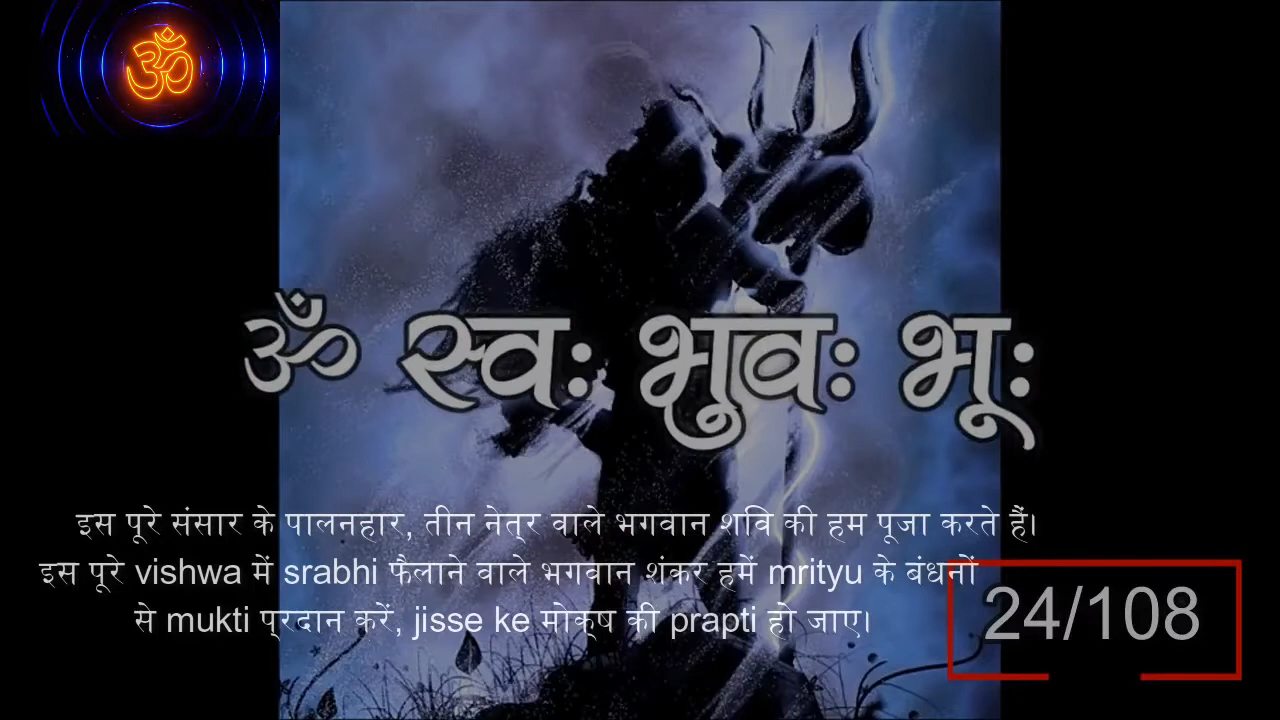 ॐ
ॐ स्वः भुवः भूः
इस पूरे संसार के पालनहार, तीन नेत्र वाले भगवान शवि की हम पूजा करते हैं।
इस पूरे vishwa में srabhi फैलाने वाले भगवान शंकर हमें mrityu के बंधनों
से mukti प्रदान करें, jisse ke मोक्ष की prapti हो जाए।
24/108